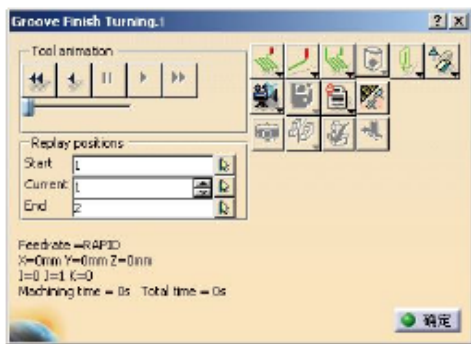 Groove Finish Turning.1
Tool animation
Replay positions
Start 1
Current 1
End 2
Feedrate =RAPID
X=0mm Y=0mm Z=0mm
I=0 J=1 K=0
Machining time = 0s Total time = 0s
确定